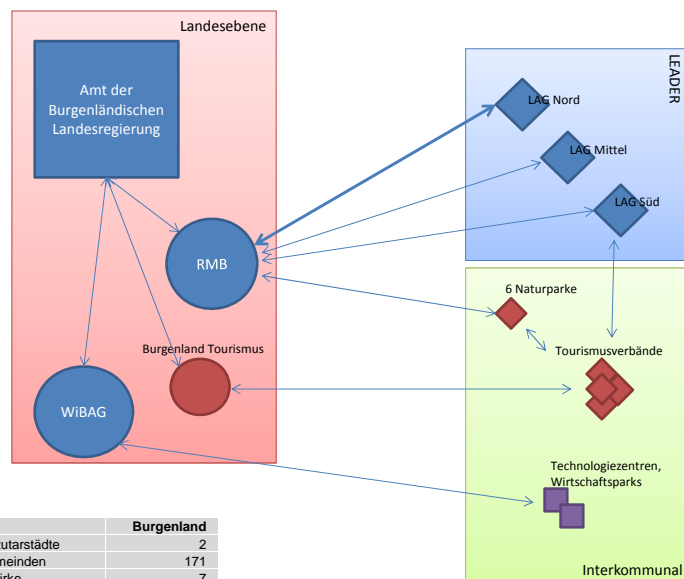 Landesebene
Amt der
Burgenländischen
Landesregierung
RMB
Burgenland Tourismus
WiBAG
LEADER
LAG Nord
LAG Mittel
LAG Süd
6 Naturparke
Tourismusverbände
Technologiezentren,
Wirtschaftsparks
Interkommunal
Burgenland
2
171
7